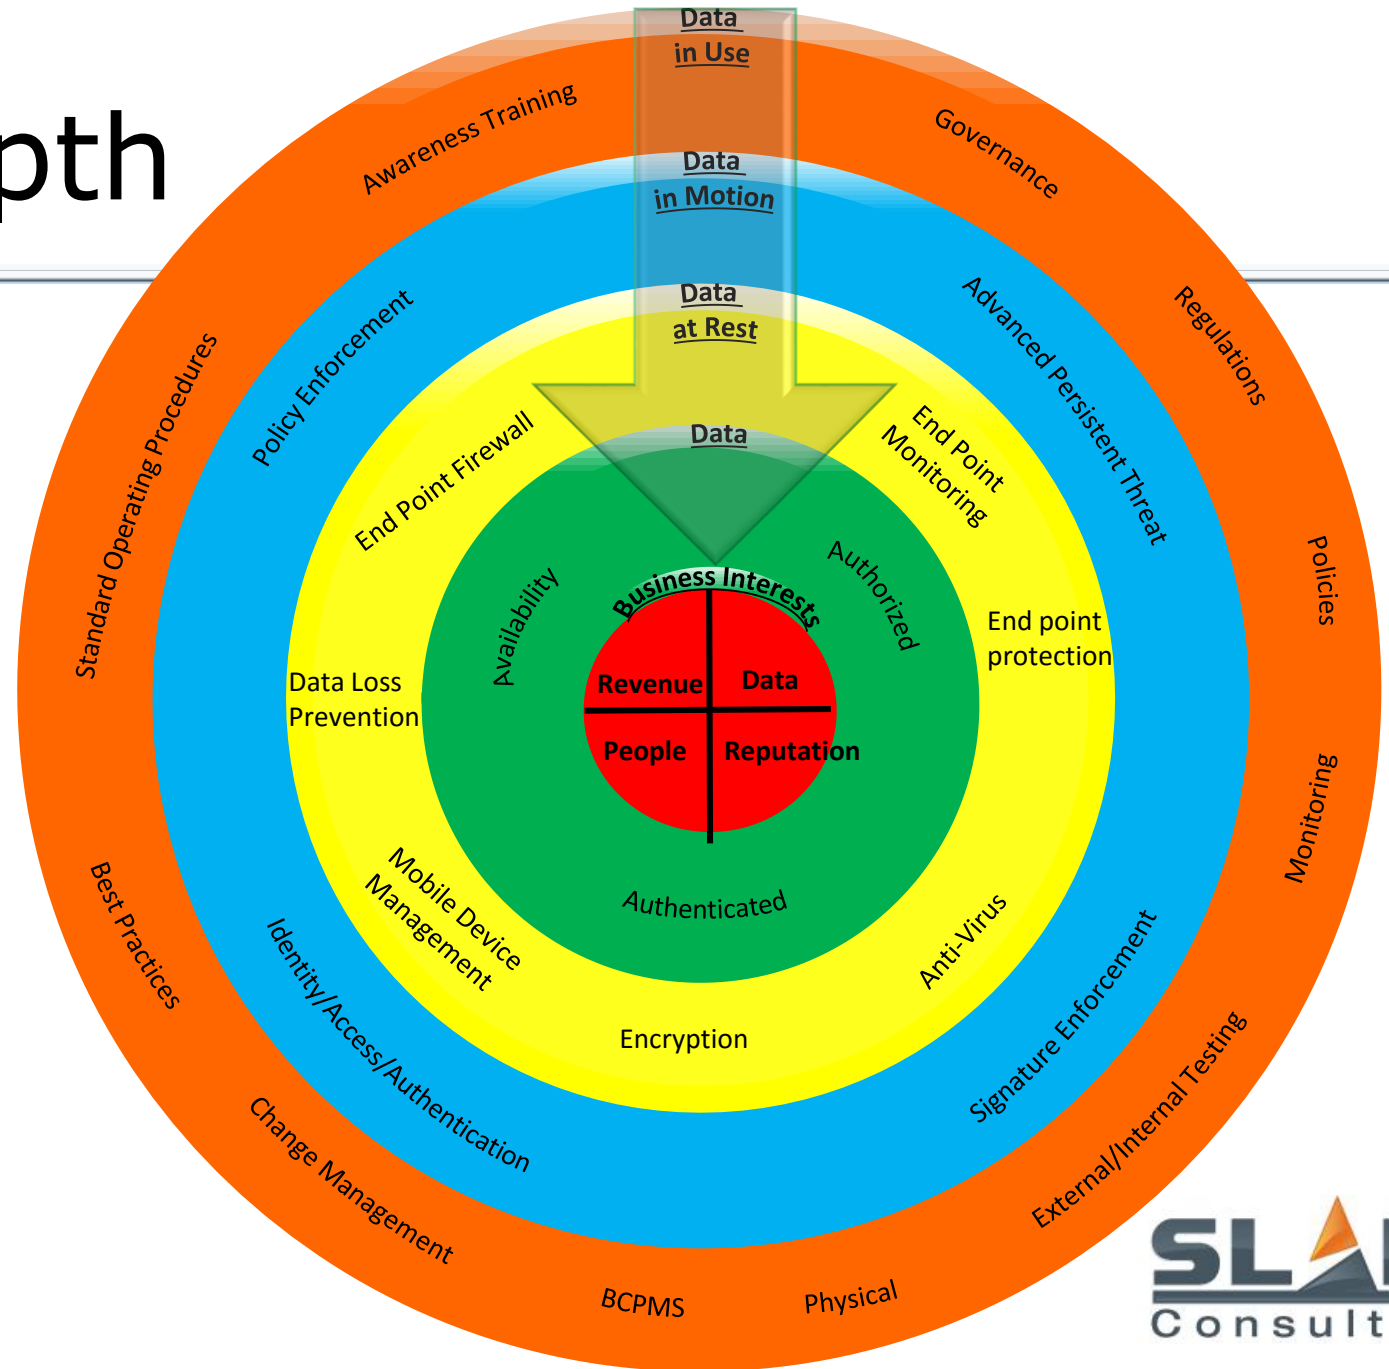 pth
Data
in Use
Awareness Training
Governance
Data
in Motion
Regulations
Policy Enforcement
Advanced Persistent Threat
Data
at Rest
Standard Operating Procedures
End Point Firewall
End Point
Monitoring
Data
Policies
Availability
Authorized
Business Interests
End point
protection
Revenue
Data
Data Loss
Prevention
People
Reputation
Monitoring
Mobile Device
Management
Authenticated
Anti-Virus
Best Practices
Identity/Access/Authentication
Signature Enforcement
Encryption
External/Internal Testing
Change Management
BCPMS
Physical
SLA
Consult